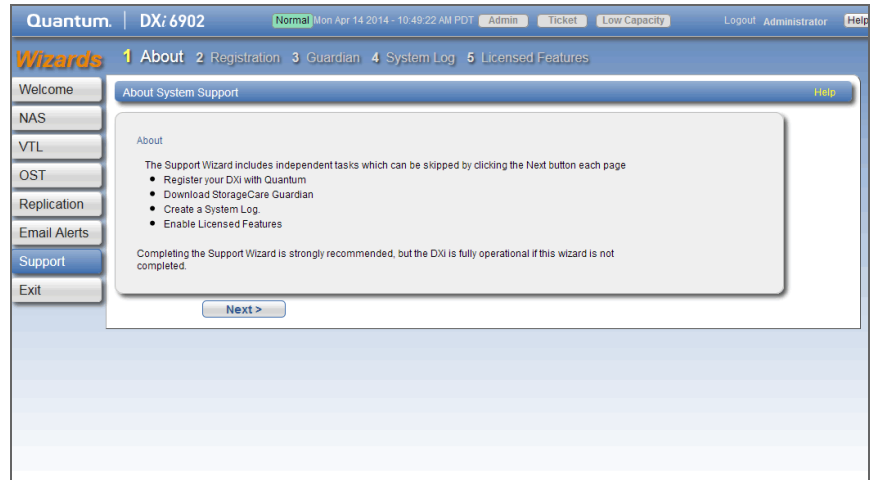 Quantum. DXi 6902 Normal Mon Apr 14 2014 - 10:49:22 AM PDT Admin Ticket Low Capacity Logout Administrator Help
Wizards 1 About 2 Registration 3 Guardian 4 System Log 5 Licensed Features
Welcome
NAS
VTL
OST
Replication
Email Alerts
Support
Exit
About System Support Help
About
The Support Wizard includes independent tasks which can be skipped by clicking the Next button each page
• Register your DXi with Quantum
• Download StorageCare Guardian
• Create a System Log.
• Enable Licensed Features
Completing the Support Wizard is strongly recommended, but the DXi is fully operational if this wizard is not
completed.
Next >